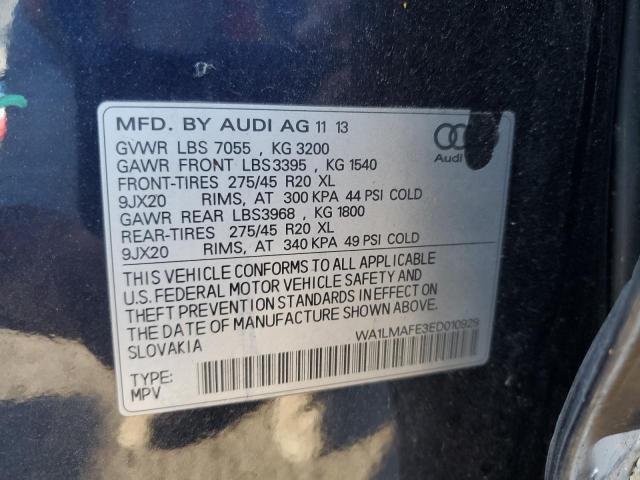 MFD. BY AUDI AG 11 13
GVWR LBS 7055 , KG 3200
GAWR FRONT LBS3395 , KG 1540
FRONT-TIRES 275/45 R20 XL
9JX20 RIMS, AT 300 KPA 44 PSI COLD
GAWR REAR LBS3968 , KG 1800
REAR-TIRES 275/45 R20 XL
9JX20 RIMS, AT 340 KPA 49 PSI COLD
Audi
THIS VEHICLE CONFORMS TO ALL APPLICABLE
U.S. FEDERAL MOTOR VEHICLE SAFETY AND
THEFT PREVENTION STANDARDS IN EFFECT ON
THE DATE OF MANUFACTURE SHOWN ABOVE.
SLOVAKIA
WA1LMAFE3ED010929
TYPE:
MPV